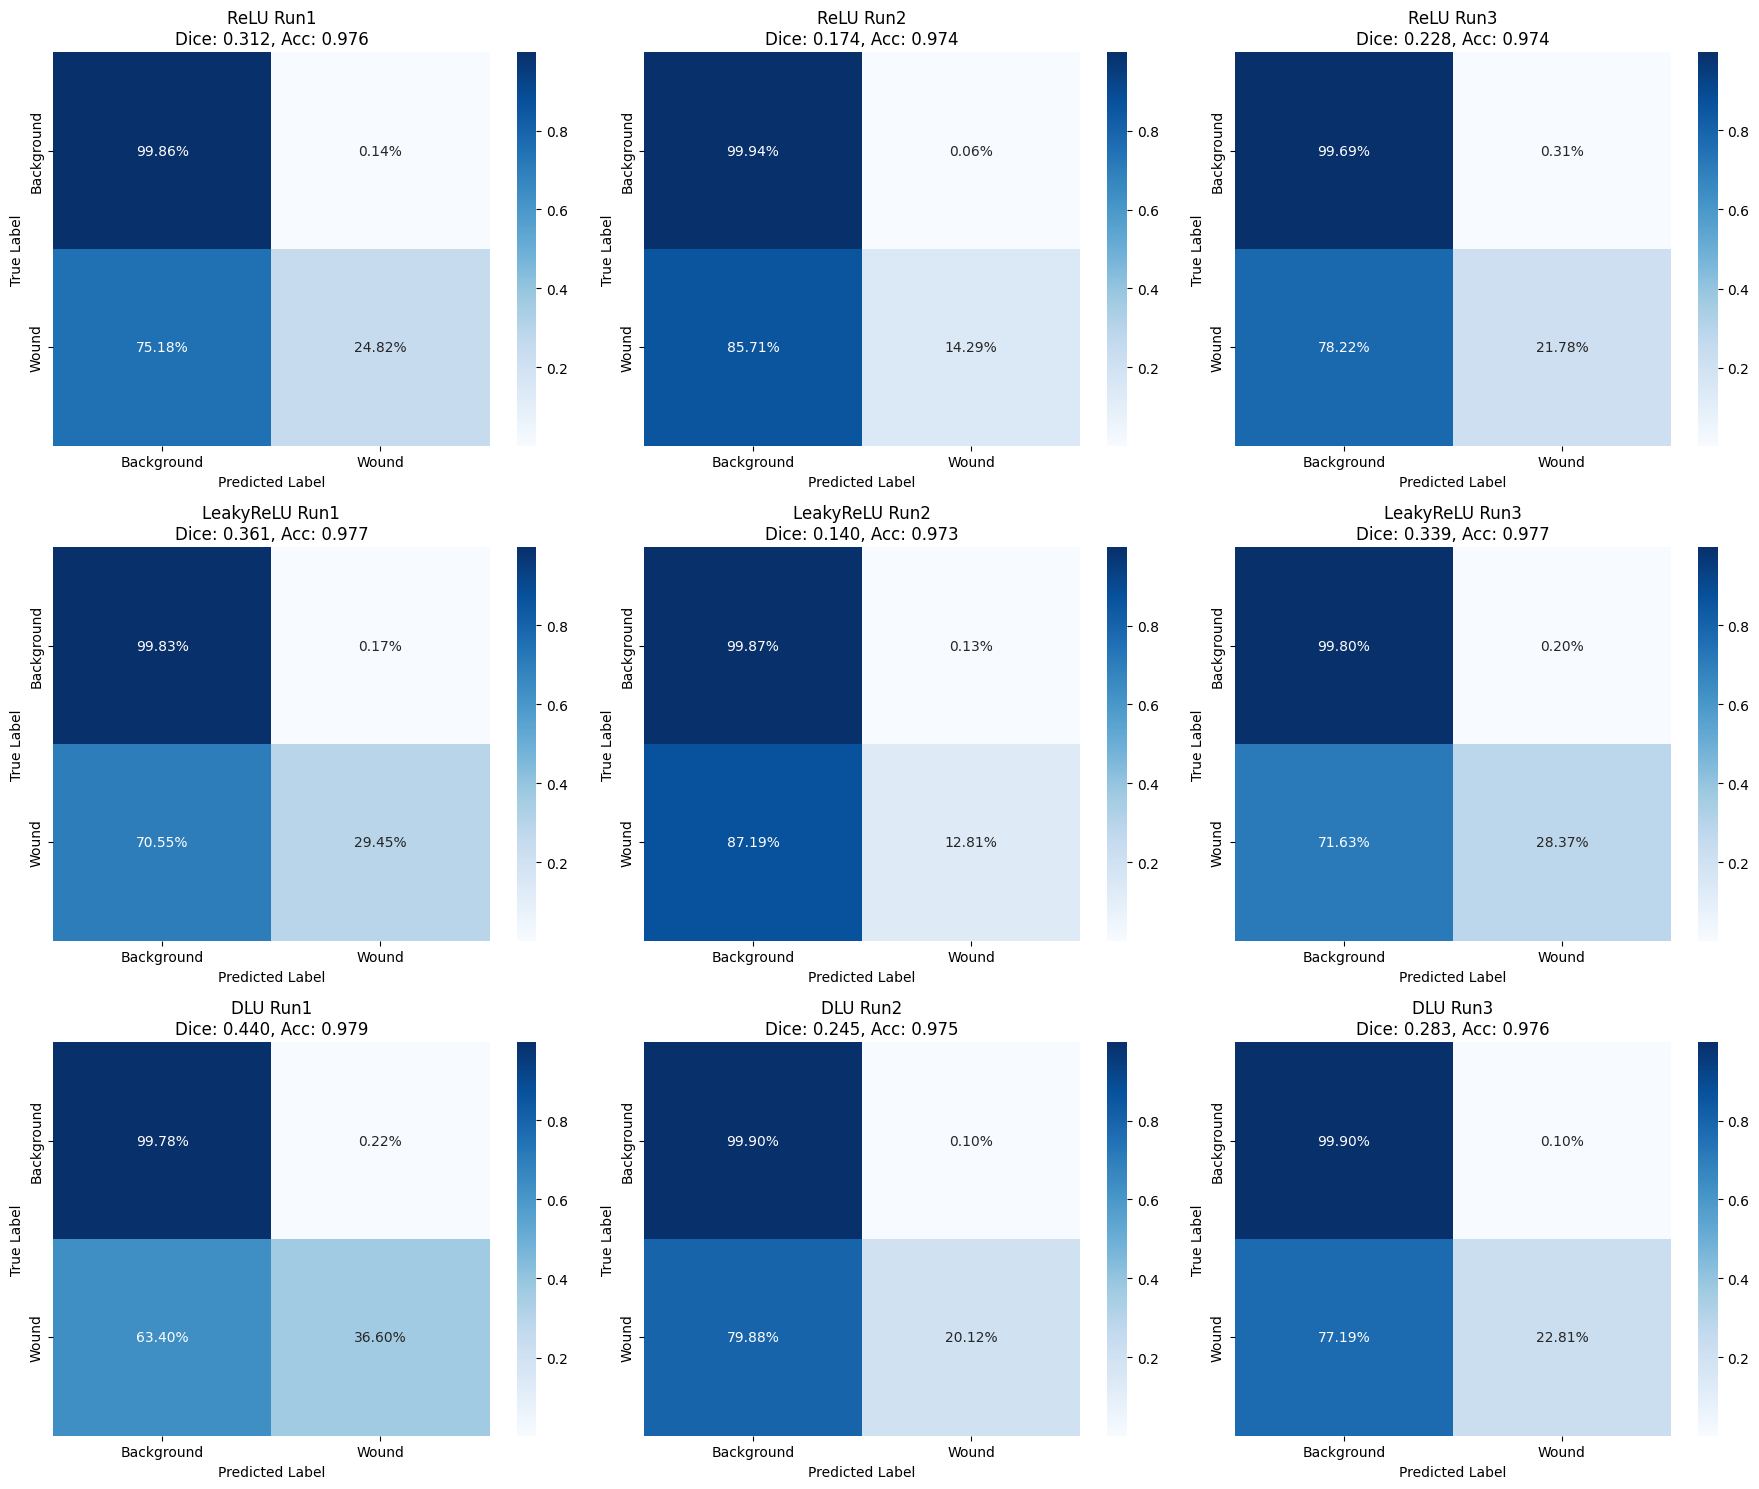 ReLU Run1
Dice: 0.312, Acc: 0.976
True Label
Background
Wound
99.86%
0.14%
75.18%
24.82%
Background
Wound
Predicted Label
0.8
0.6
0.4
0.2
ReLU Run2
Dice: 0.174, Acc: 0.974
True Label
Background
Wound
99.94%
0.06%
85.71%
14.29%
Background
Wound
Predicted Label
0.8
0.6
0.4
0.2
ReLU Run3
Dice: 0.228, Acc: 0.974
True Label
Background
Wound
99.69%
0.31%
78.22%
21.78%
Background
Wound
Predicted Label
0.8
0.6
0.4
0.2
LeakyReLU Run1
Dice: 0.361, Acc: 0.977
True Label
Background
Wound
99.83%
0.17%
70.55%
29.45%
Background
Wound
Predicted Label
0.8
0.6
0.4
0.2
LeakyReLU Run2
Dice: 0.140, Acc: 0.973
True Label
Background
Wound
99.87%
0.13%
87.19%
12.81%
Background
Wound
Predicted Label
0.8
0.6
0.4
0.2
LeakyReLU Run3
Dice: 0.339, Acc: 0.977
True Label
Background
Wound
99.80%
0.20%
71.63%
28.37%
Background
Wound
Predicted Label
0.8
0.6
0.4
0.2
DLU Run1
Dice: 0.440, Acc: 0.979
True Label
Background
Wound
99.78%
0.22%
63.40%
36.60%
Background
Wound
Predicted Label
0.8
0.6
0.4
0.2
DLU Run2
Dice: 0.245, Acc: 0.975
True Label
Background
Wound
99.90%
0.10%
79.88%
20.12%
Background
Wound
Predicted Label
0.8
0.6
0.4
0.2
DLU Run3
Dice: 0.283, Acc: 0.976
True Label
Background
Wound
99.90%
0.10%
77.19%
22.81%
Background
Wound
Predicted Label
0.8
0.6
0.4
0.2